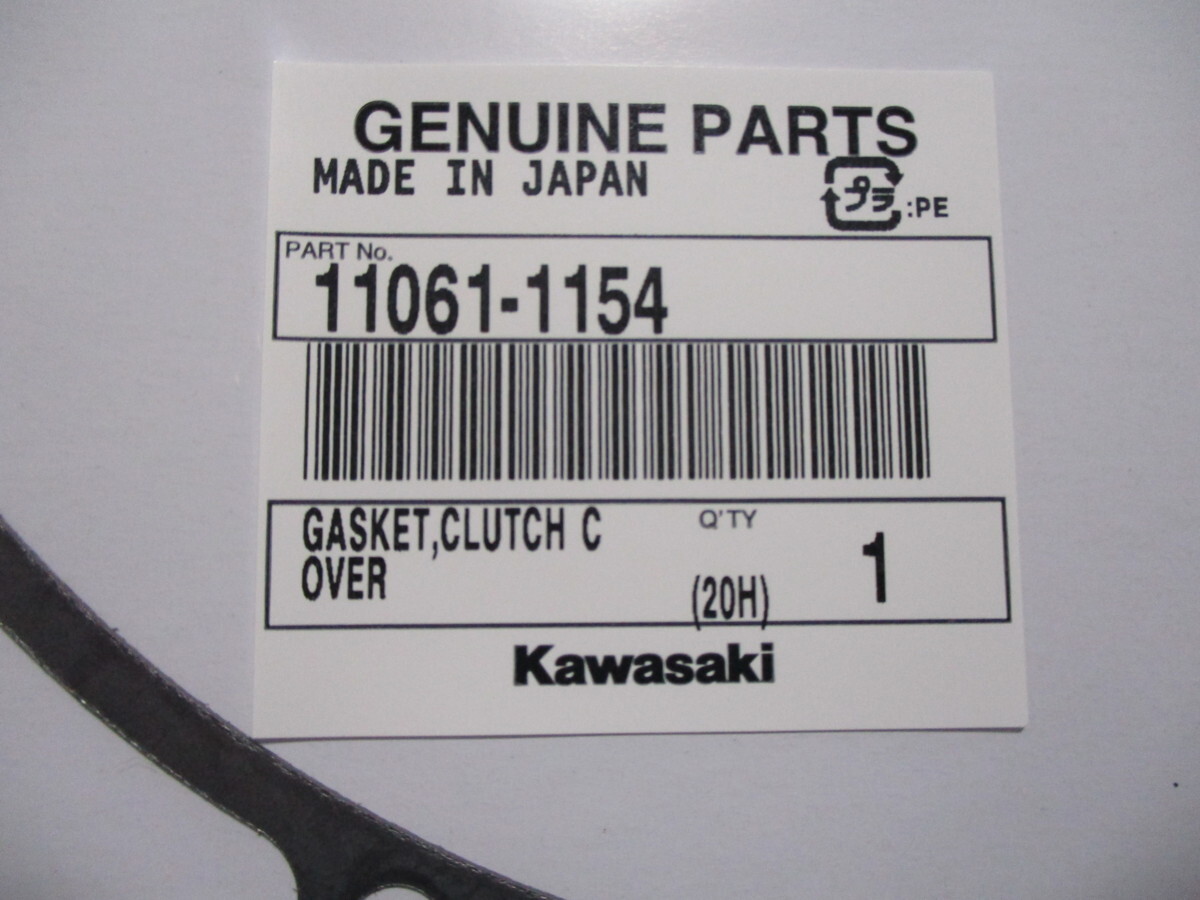 GENUINE PARTS
MADE IN JAPAN
プラ :PE
PART No.
11061-1154
GASKET,CLUTCH C
OVER
Q'TY
(20H)
1
Kawasaki